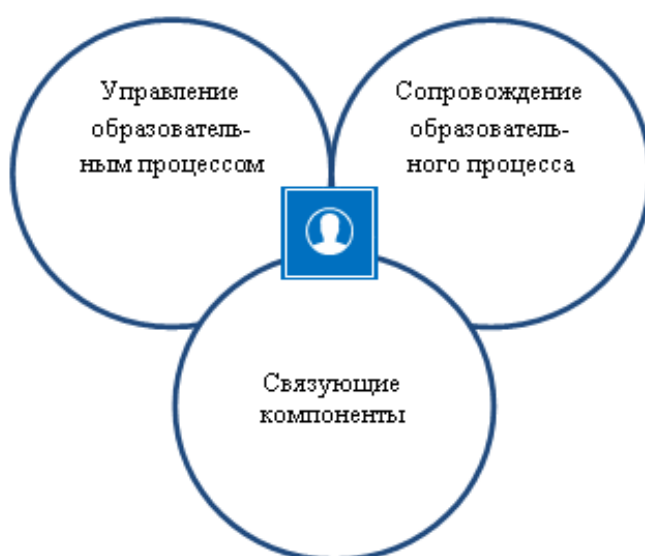 Управление
образователь-
ным процессом
Сопровождение
образователь-
ного процесса
Связующие
компоненты